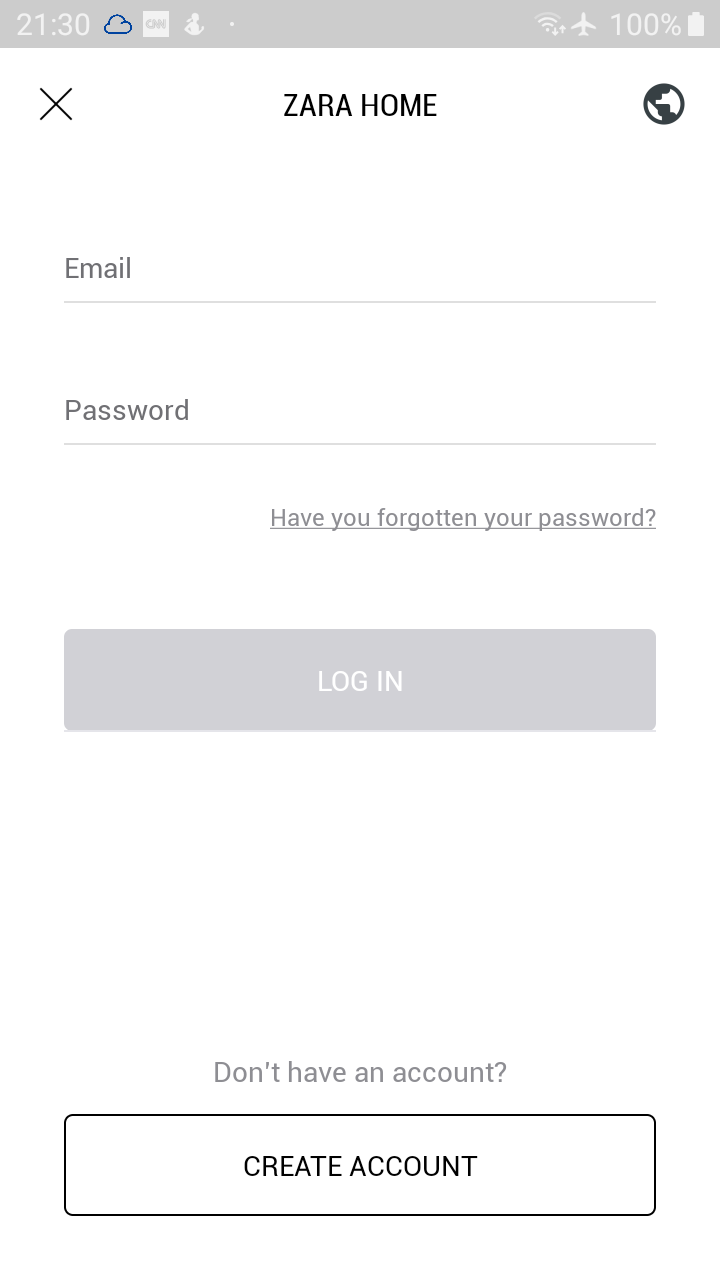 21:30 CNN 100%
ZARA HOME
Email
Password
Have you forgotten your password?
LOG IN
Don't have an account?
CREATE ACCOUNT